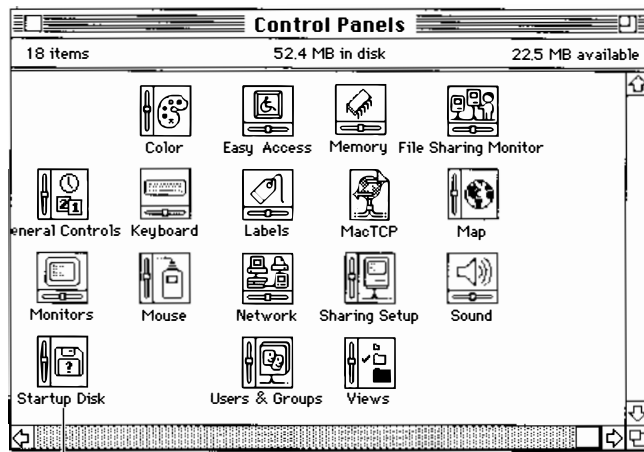 Control Panels
18 items 52.4 MB in disk 22.5 MB available
Color Easy Access Memory File Sharing Monitor
eneral Controls Keyboard Labels MacTCP Map
Monitors Mouse Network Sharing Setup Sound
Startup Disk Users & Groups Views